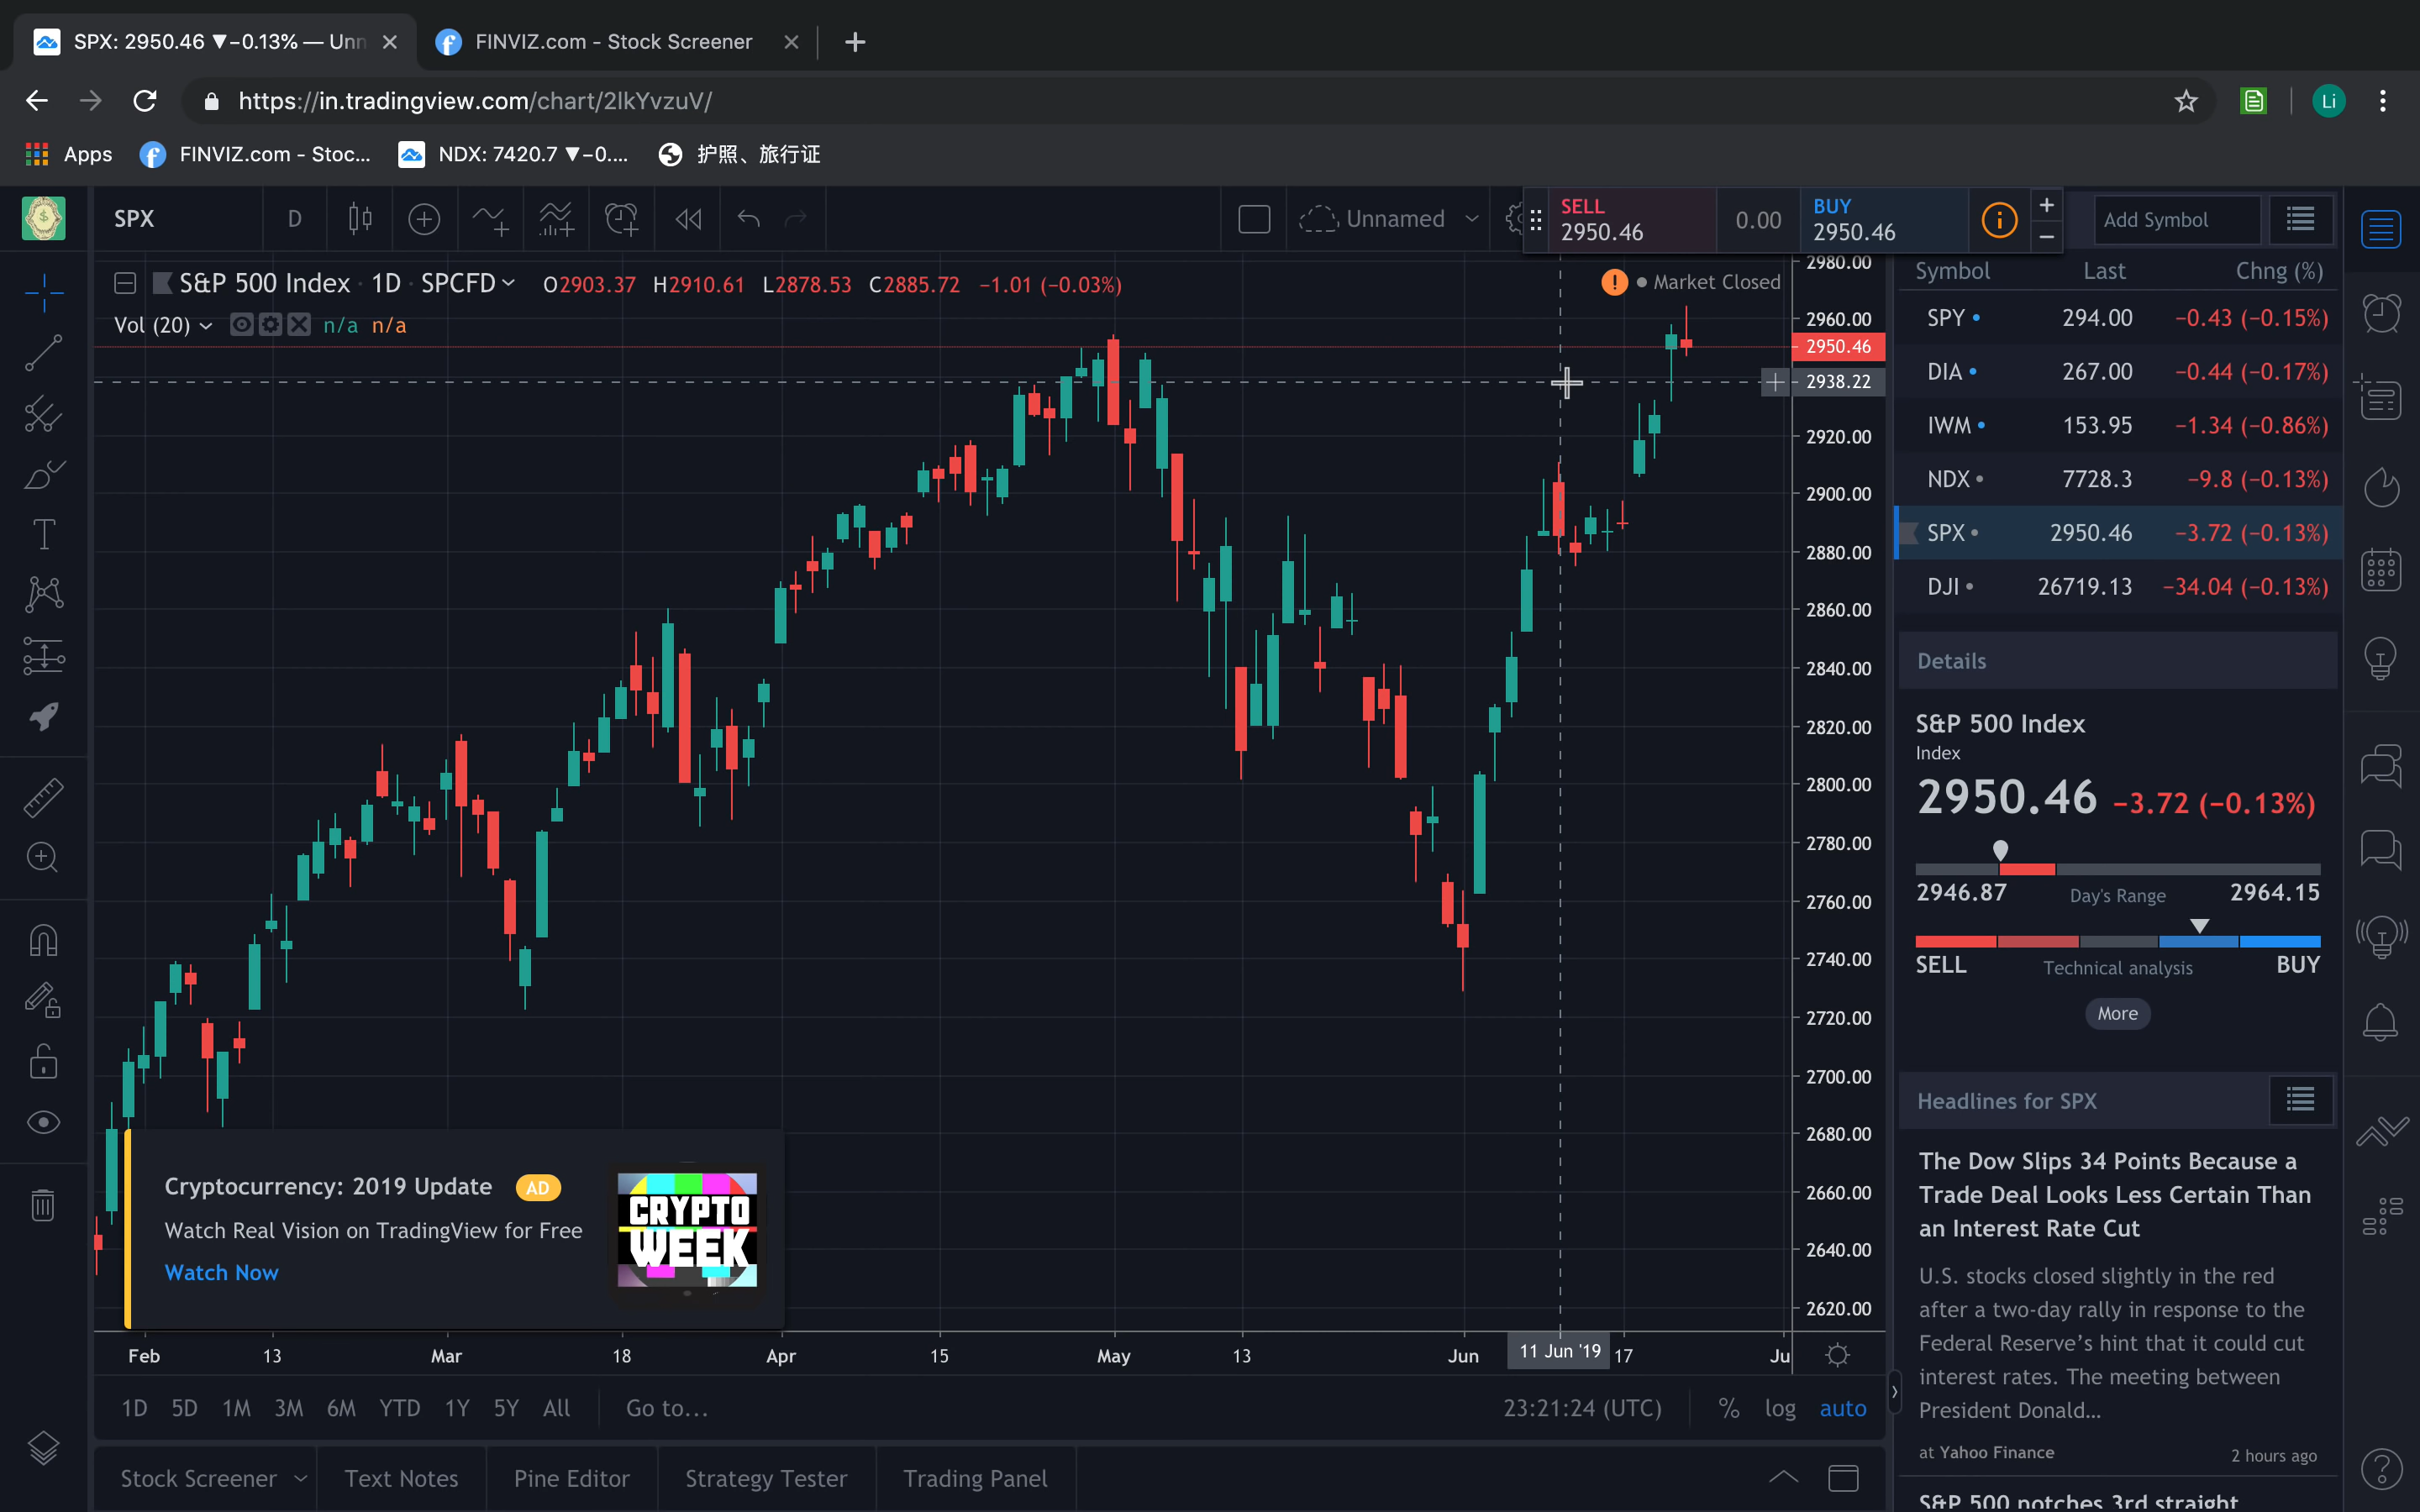 SPX: 2950.46 ▼−0.13% — Unn
FINVIZ.com - Stock Screener
https://in.tradingview.com/chart/2lkYvzuV/
Li
Apps
FINVIZ.com - Stoc...
NDX: 7420.7 ▼−0....
护照、旅行证
SPX
D
Unnamed
SELL
2950.46
0.00
BUY
2950.46
Add Symbol
S&P 500 Index · 1D · SPCFD
O2903.37 H2910.61 L2878.53 C2885.72 −1.01 (−0.03%)
Market Closed
Vol (20)
n/a n/a
2980.00
2960.00
2950.46
2938.22
2920.00
2900.00
2880.00
2860.00
2840.00
2820.00
2800.00
2780.00
2760.00
2740.00
2720.00
2700.00
2680.00
2660.00
2640.00
2620.00
Symbol Last Chng (%)
SPY 294.00 −0.43 (−0.15%)
DIA 267.00 −0.44 (−0.17%)
IWM 153.95 −1.34 (−0.86%)
NDX 7728.3 −9.8 (−0.13%)
SPX 2950.46 −3.72 (−0.13%)
DJI 26719.13 −34.04 (−0.13%)
Details
S&P 500 Index
Index
2950.46 −3.72 (−0.13%)
2946.87 Day's Range 2964.15
SELL Technical analysis BUY
More
Headlines for SPX
The Dow Slips 34 Points Because a
Trade Deal Looks Less Certain Than
an Interest Rate Cut
U.S. stocks closed slightly in the red
after a two-day rally in response to the
Federal Reserve’s hint that it could cut
interest rates. The meeting between
President Donald...
at Yahoo Finance 2 hours ago
S&P 500 notches 3rd straight
Cryptocurrency: 2019 Update AD
Watch Real Vision on TradingView for Free
Watch Now
CRYPTO
WEEK
Feb 13 Mar 18 Apr 15 May 13 Jun 11 Jun '19 17 Ju
1D 5D 1M 3M 6M YTD 1Y 5Y All Go to...
23:21:24 (UTC) % log auto
Stock Screener Text Notes Pine Editor Strategy Tester Trading Panel